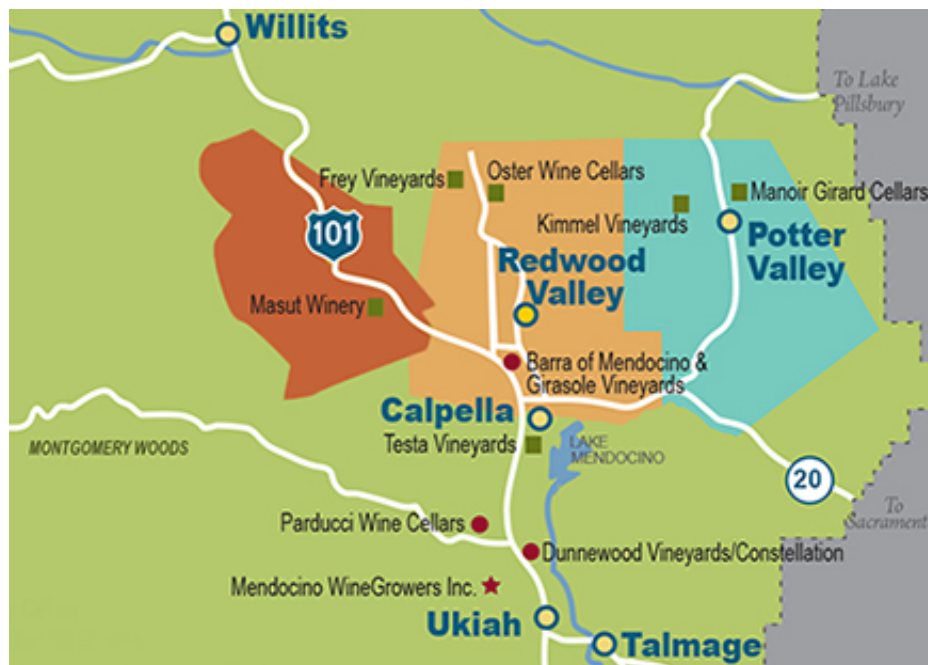 Willits
To Lake
Pillsbury
Frey Vineyards
Oster Wine Cellars
Manoir Girard Cellars
Kimmel Vineyards
101
Potter
Valley
Redwood
Valley
Masut Winery
Barra of Mendocino &
Girasole Vineyards
Calpella
Testa Vineyards
LAKE
MENDOCINO
MONTGOMERY WOODS
20
To
Sacrament
Parducci Wine Cellars
Dunnewood Vineyards/Constellation
Mendocino WineGrowers Inc.
Ukiah
Talmage